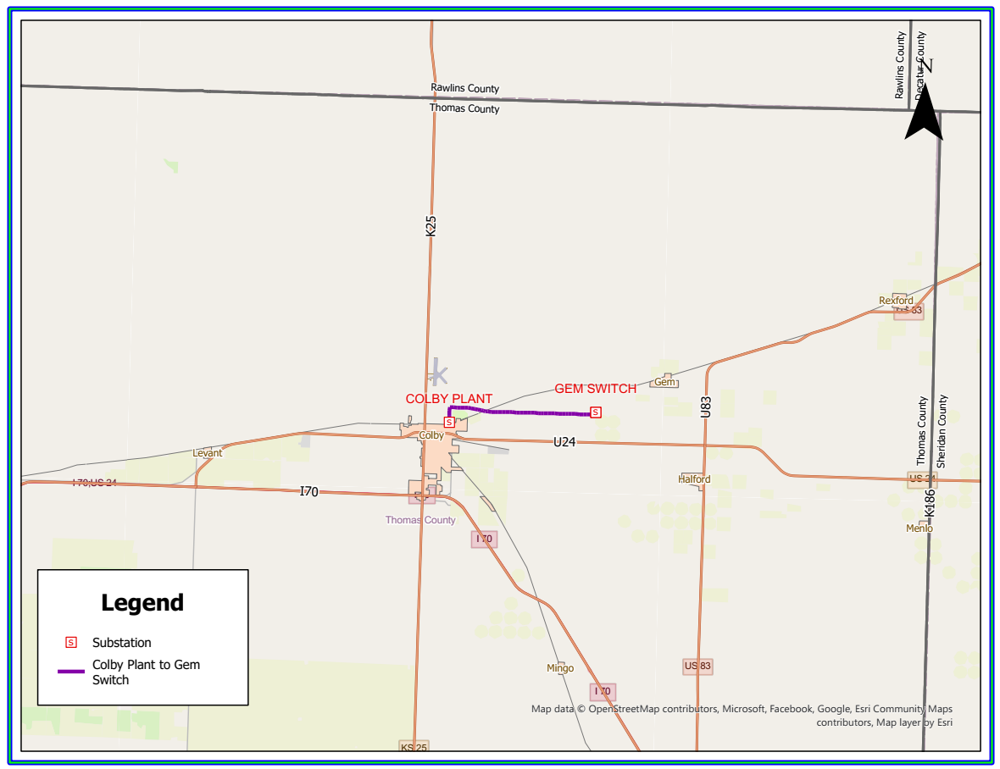 Rawlins County
Decatur County
N
Rawlins County
Thomas County
K25
Rexford
US 83
Gem
GEM SWITCH
COLBY PLANT
U83
S
S
Thomas County
Sheridan County
Colby
U24
Levant
I 70;US 24
I70
Halford
US 24
K186
Thomas County
Menlo
I 70
Legend
S Substation
Colby Plant to Gem
Switch
Mingo
US 83
I 70
Map data © OpenStreetMap contributors, Microsoft, Facebook, Google, Esri Community Maps
contributors, Map layer by Esri
KS 25